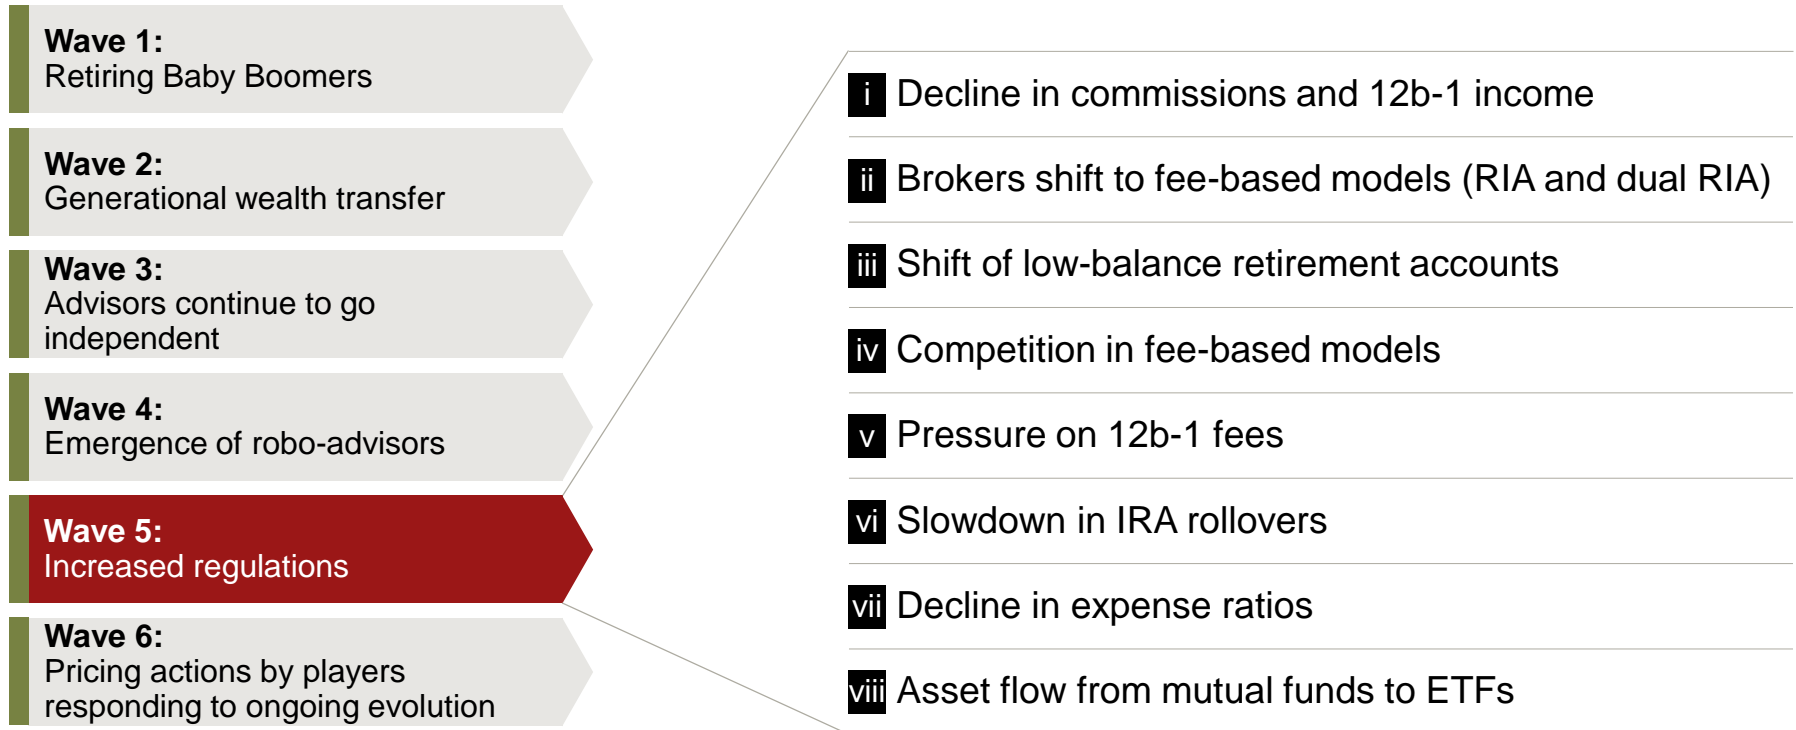 Wave 1:
Retiring Baby Boomers
Wave 2:
Generational wealth transfer
Wave 3:
Advisors continue to go
independent
Wave 4:
Emergence of robo-advisors
Wave 5:
Increased regulations
Wave 6:
Pricing actions by players
responding to ongoing evolution
i Decline in commissions and 12b-1 income
ii Brokers shift to fee-based models (RIA and dual RIA)
iii Shift of low-balance retirement accounts
iv Competition in fee-based models
v Pressure on 12b-1 fees
vi Slowdown in IRA rollovers
vii Decline in expense ratios
viii Asset flow from mutual funds to ETFs